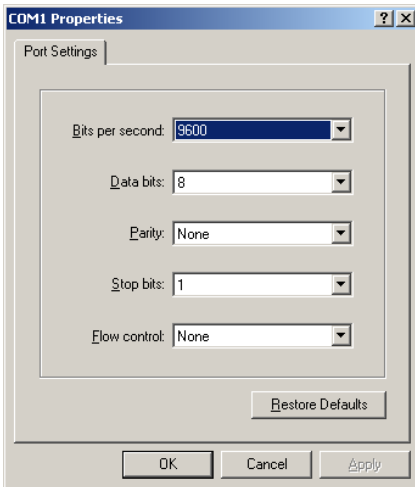 COM1 Properties
Port Settings
Bits per second: 9600
Data bits: 8
Parity: None
Stop bits: 1
Flow control: None
Restore Defaults
OK Cancel Apply